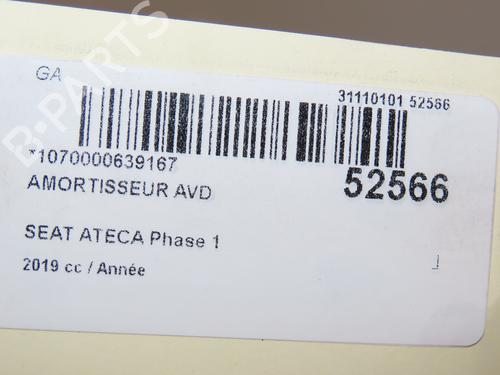 GA
31110101 52566
*1070000639167
52566
AMORTISSEUR AVD
SEAT ATECA Phase 1
2019 cc / Année
B-PARTS